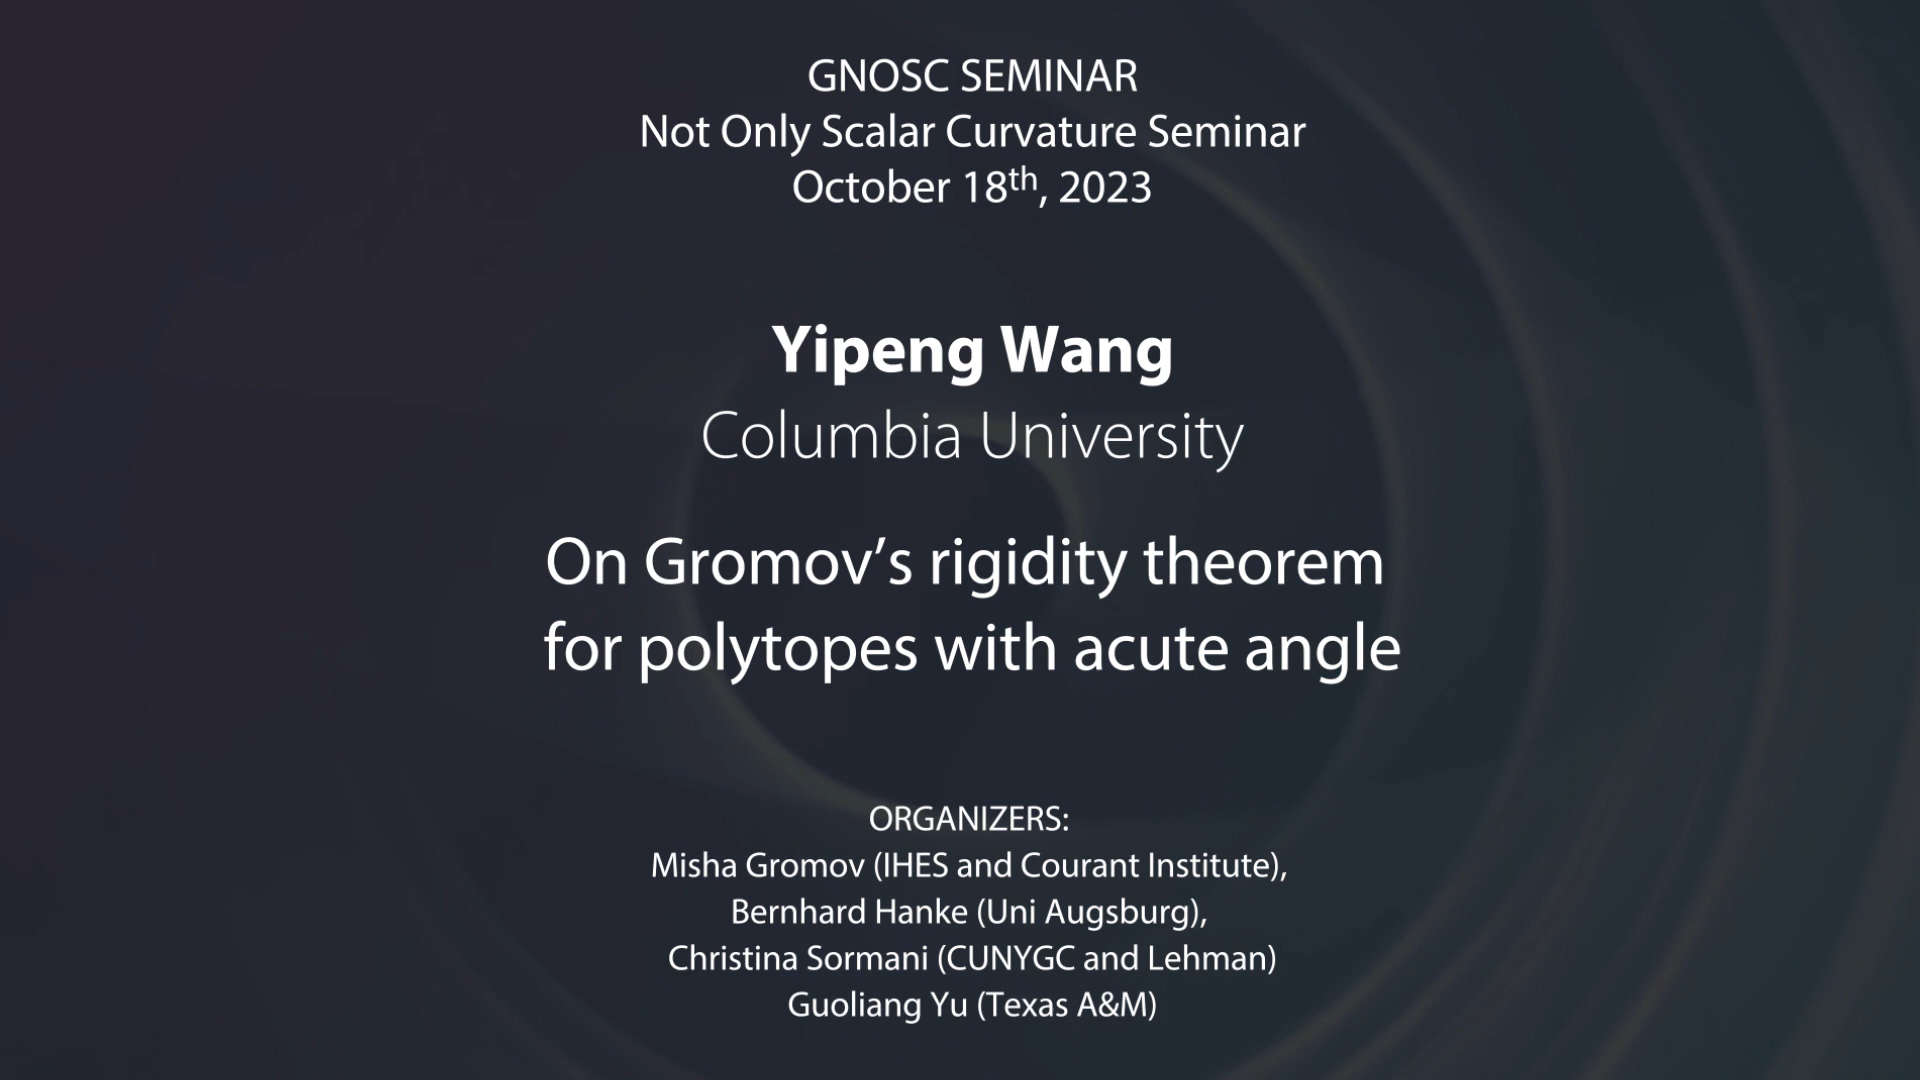 GNOSC SEMINAR
Not Only Scalar Curvature Seminar
October 18th, 2023
Yipeng Wang
Columbia University
On Gromov’s rigidity theorem
for polytopes with acute angle
ORGANIZERS:
Misha Gromov (IHES and Courant Institute),
Bernhard Hanke (Uni Augsburg),
Christina Sormani (CUNYGC and Lehman)
Guoliang Yu (Texas A&M)